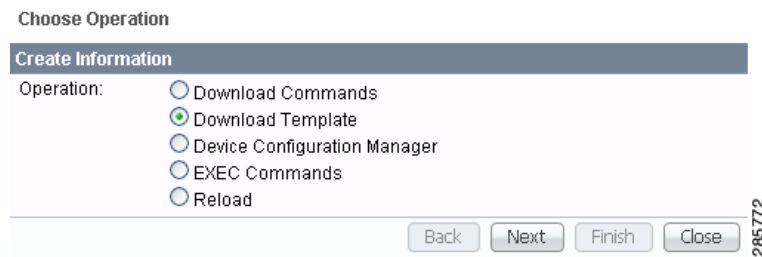 Choose Operation
Create Information
Operation:
Download Commands
Download Template
Device Configuration Manager
EXEC Commands
Reload
Back Next Finish Close
285772